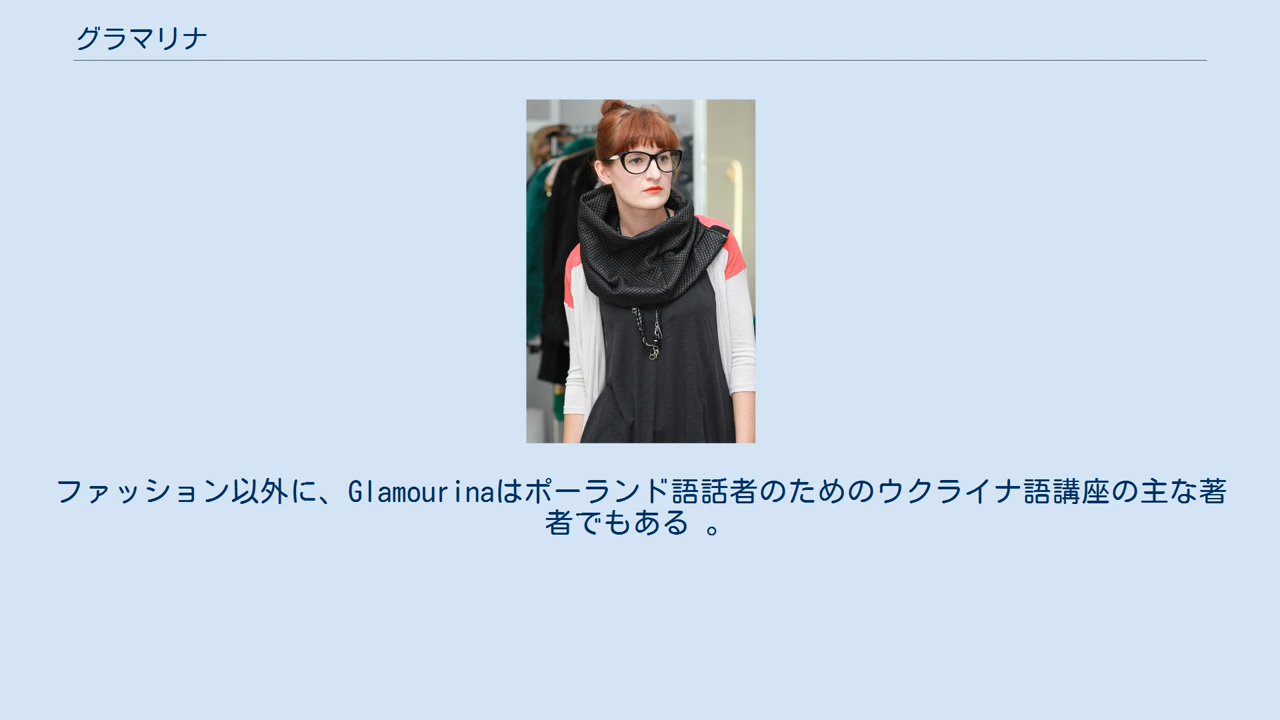 グラマリナ
ファッション以外に、Glamourinaはポーランド語話者のためのウクライナ語講座の主な著
者でもある 。